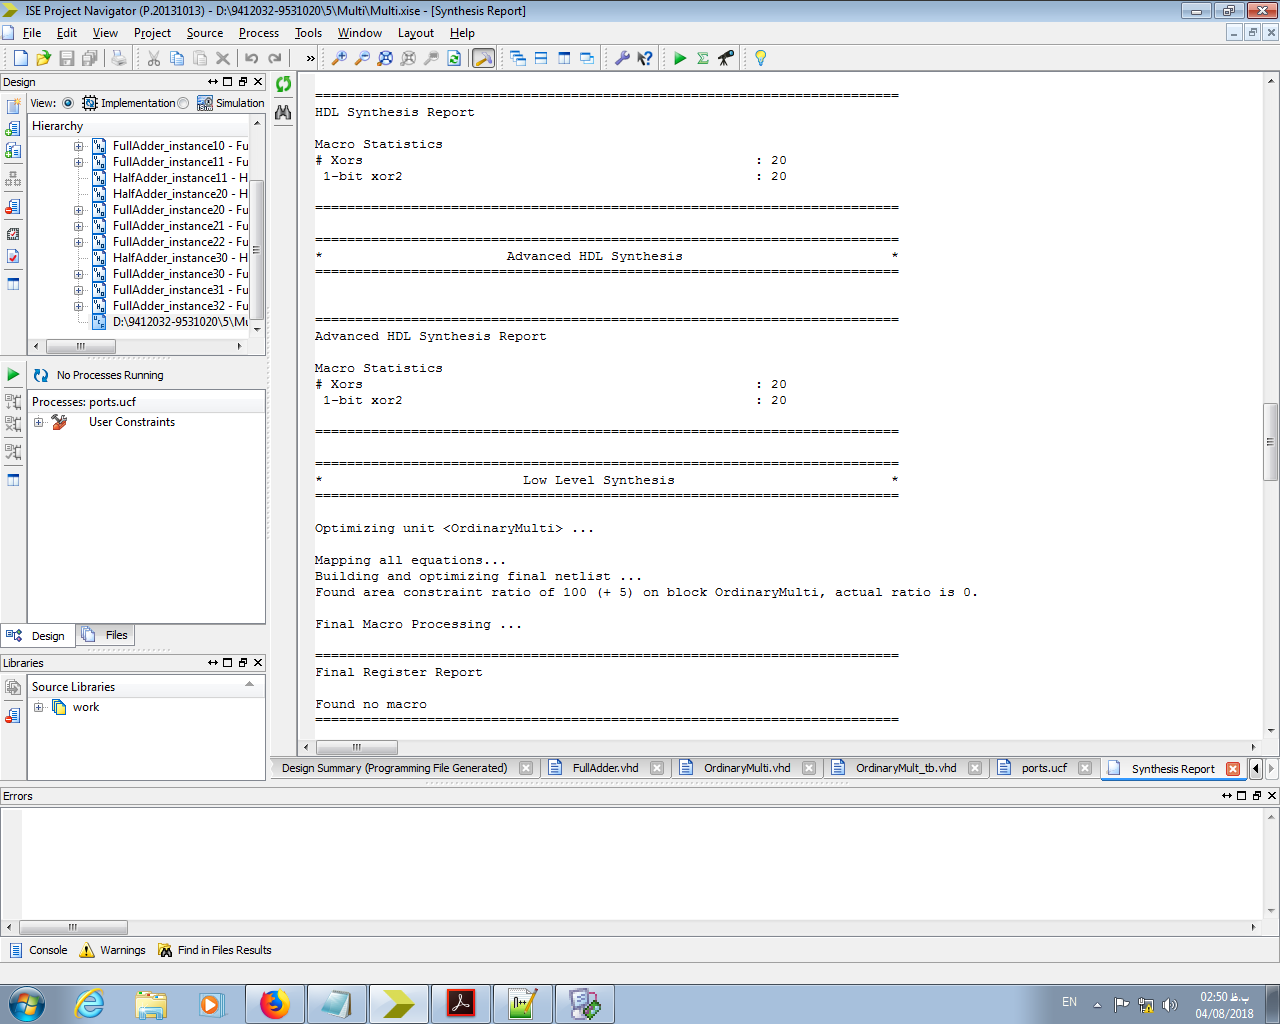 ISE Project Navigator (P.20131013) - D:\9412032-9531020\5\Multi\Multi.xise - [Synthesis Report]
File Edit View Project Source Process Tools Window Layout Help
Design
View: Implementation Simulation
Hierarchy
FullAdder_instance10 - Fu
FullAdder_instance11 - Fu
HalfAdder_instance11 - H
HalfAdder_instance20 - H
FullAdder_instance20 - Fu
FullAdder_instance21 - Fu
FullAdder_instance22 - Fu
HalfAdder_instance30 - H
FullAdder_instance30 - Fu
FullAdder_instance31 - Fu
FullAdder_instance32 - Fu
D:\9412032-9531020\5\Mu
No Processes Running
Processes: ports.ucf
User Constraints
Design Files
Libraries
Source Libraries
work
=========================================================================
HDL Synthesis Report
Macro Statistics
# Xors : 20
1-bit xor2 : 20
=========================================================================
=========================================================================
* Advanced HDL Synthesis *
=========================================================================
=========================================================================
Advanced HDL Synthesis Report
Macro Statistics
# Xors : 20
1-bit xor2 : 20
=========================================================================
=========================================================================
* Low Level Synthesis *
=========================================================================
Optimizing unit <OrdinaryMulti> ...
Mapping all equations...
Building and optimizing final netlist ...
Found area constraint ratio of 100 (+ 5) on block OrdinaryMulti, actual ratio is 0.
Final Macro Processing ...
=========================================================================
Final Register Report
Found no macro
=========================================================================
Design Summary (Programming File Generated) FullAdder.vhd OrdinaryMulti.vhd OrdinaryMult_tb.vhd ports.ucf Synthesis Report
Errors
Console Warnings Find in Files Results
EN 02:50 ب.ظ
04/08/2018